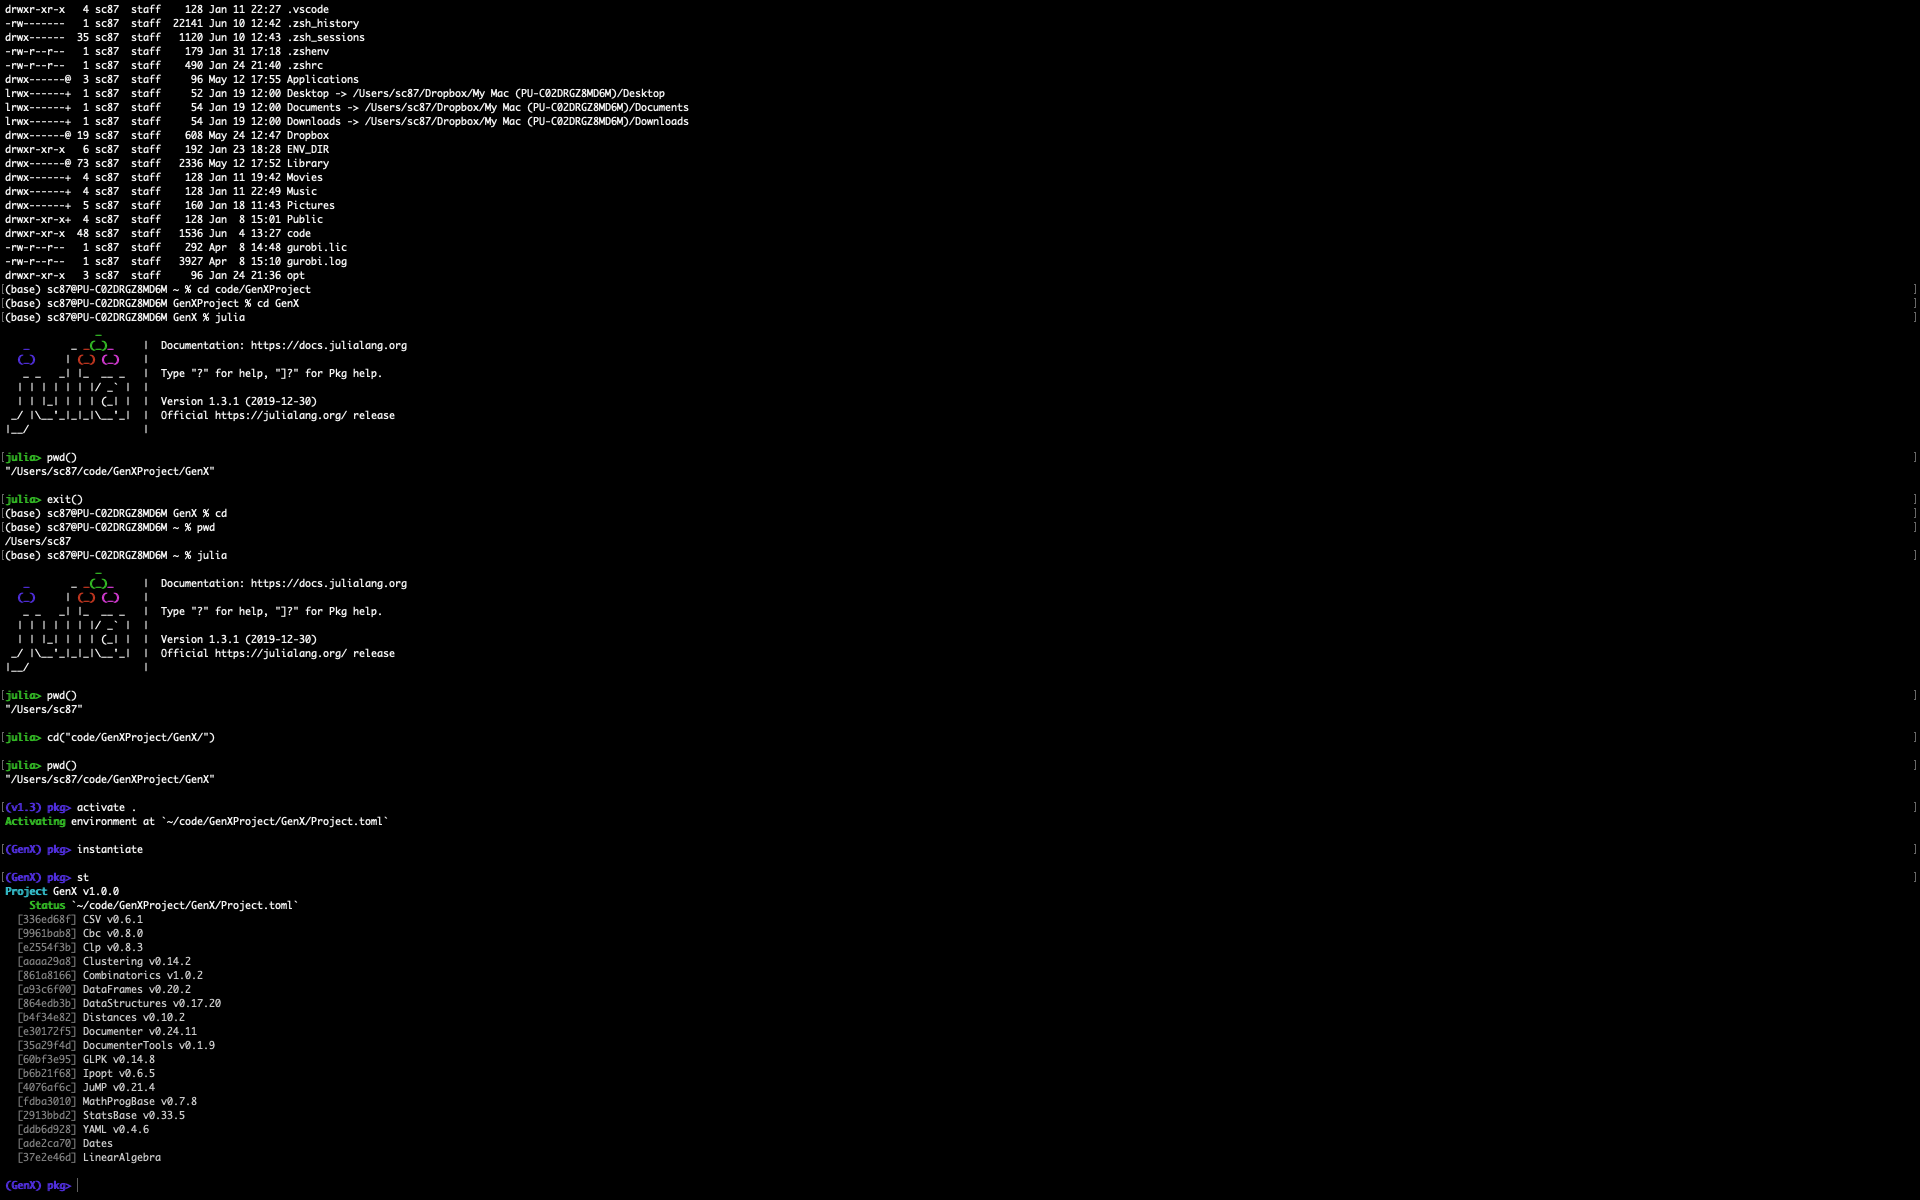 drwxr-xr-x   4 sc87  staff    128 Jan 11 22:27 .vscode
-rw-------   1 sc87  staff  22141 Jun 10 12:42 .zsh_history
drwx------  35 sc87  staff   1120 Jun 10 12:43 .zsh_sessions
-rw-r--r--   1 sc87  staff    179 Jan 31 17:18 .zshenv
-rw-r--r--   1 sc87  staff    490 Jan 24 21:40 .zshrc
drwx------@  3 sc87  staff     96 May 12 17:55 Applications
lrwx------+  1 sc87  staff     52 Jan 19 12:00 Desktop -> /Users/sc87/Dropbox/My Mac (PU-C02DRGZ8MD6M)/Desktop
lrwx------+  1 sc87  staff     54 Jan 19 12:00 Documents -> /Users/sc87/Dropbox/My Mac (PU-C02DRGZ8MD6M)/Documents
lrwx------+  1 sc87  staff     54 Jan 19 12:00 Downloads -> /Users/sc87/Dropbox/My Mac (PU-C02DRGZ8MD6M)/Downloads
drwx------@ 19 sc87  staff    608 May 24 12:47 Dropbox
drwxr-xr-x   6 sc87  staff    192 Jan 23 18:28 ENV_DIR
drwx------@ 73 sc87  staff   2336 May 12 17:52 Library
drwx------+  4 sc87  staff    128 Jan 11 19:42 Movies
drwx------+  4 sc87  staff    128 Jan 11 22:49 Music
drwx------+  5 sc87  staff    160 Jan 18 11:43 Pictures
drwxr-xr-x+  4 sc87  staff    128 Jan  8 15:01 Public
drwxr-xr-x  48 sc87  staff   1536 Jun  4 13:27 code
-rw-r--r--   1 sc87  staff    292 Apr  8 14:48 gurobi.lic
-rw-r--r--   1 sc87  staff   3927 Apr  8 15:10 gurobi.log
drwxr-xr-x   3 sc87  staff     96 Jan 24 21:36 opt
[(base) sc87@PU-C02DRGZ8MD6M ~ % cd code/GenXProject ]
[(base) sc87@PU-C02DRGZ8MD6M GenXProject % cd GenX ]
[(base) sc87@PU-C02DRGZ8MD6M GenX % julia ]
               _
   _       _ _(_)_     |  Documentation: https://docs.julialang.org
  (_)     | (_) (_)    |
   _ _   _| |_  __ _   |  Type "?" for help, "]?" for Pkg help.
  | | | | | | |/ _` |  |
  | | |_| | | | (_| |  |  Version 1.3.1 (2019-12-30)
 _/ |\__'_|_|_|\__'_|  |  Official https://julialang.org/ release
|__/                   |
[julia> pwd() ]
"/Users/sc87/code/GenXProject/GenX"
[julia> exit() ]
[(base) sc87@PU-C02DRGZ8MD6M GenX % cd ]
[(base) sc87@PU-C02DRGZ8MD6M ~ % pwd ]
/Users/sc87
[(base) sc87@PU-C02DRGZ8MD6M ~ % julia ]
               _
   _       _ _(_)_     |  Documentation: https://docs.julialang.org
  (_)     | (_) (_)    |
   _ _   _| |_  __ _   |  Type "?" for help, "]?" for Pkg help.
  | | | | | | |/ _` |  |
  | | |_| | | | (_| |  |  Version 1.3.1 (2019-12-30)
 _/ |\__'_|_|_|\__'_|  |  Official https://julialang.org/ release
|__/                   |
[julia> pwd() ]
"/Users/sc87"
[julia> cd("code/GenXProject/GenX/") ]
[julia> pwd() ]
"/Users/sc87/code/GenXProject/GenX"
[(v1.3) pkg> activate . ]
Activating environment at `~/code/GenXProject/GenX/Project.toml`
[(GenX) pkg> instantiate ]
[(GenX) pkg> st ]
Project GenX v1.0.0
    Status `~/code/GenXProject/GenX/Project.toml`
  [336ed68f] CSV v0.6.1
  [9961bab8] Cbc v0.8.0
  [e2554f3b] Clp v0.8.3
  [aaaa29a8] Clustering v0.14.2
  [861a8166] Combinatorics v1.0.2
  [a93c6f00] DataFrames v0.20.2
  [864edb3b] DataStructures v0.17.20
  [b4f34e82] Distances v0.10.2
  [e30172f5] Documenter v0.24.11
  [35a29f4d] DocumenterTools v0.1.9
  [60bf3e95] GLPK v0.14.8
  [b6b21f68] Ipopt v0.6.5
  [4076af6c] JuMP v0.21.4
  [fdba3010] MathProgBase v0.7.8
  [2913bbd2] StatsBase v0.33.5
  [ddb6d928] YAML v0.4.6
  [ade2ca70] Dates
  [37e2e46d] LinearAlgebra
(GenX) pkg>